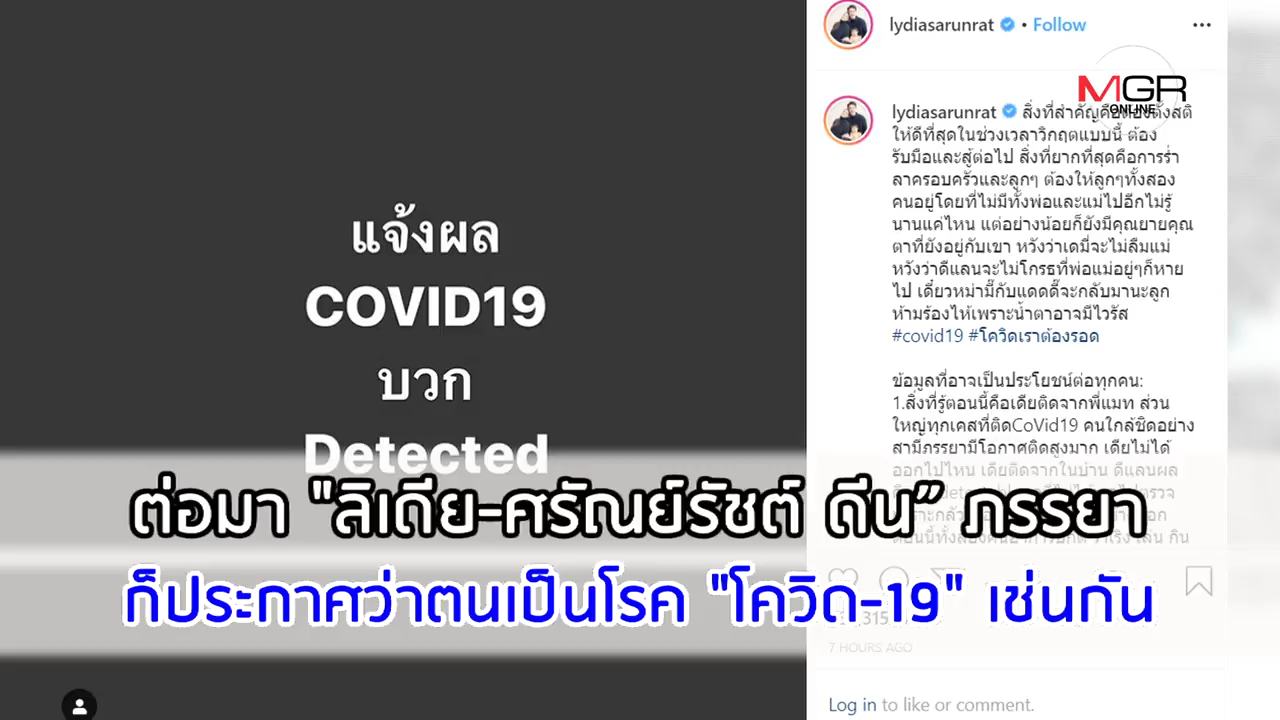 แจ้งผล
COVID19
บวก
Detected
lydiasarunrat • Follow
MGR
ONLINE
lydiasarunrat สิ่งที่สำคัญคือต้องตั้งสติ
ให้ดีที่สุดในช่วงเวลาวิกฤตแบบนี้ ต้อง
รับมือและสู้ต่อไป สิ่งที่ยากที่สุดคือการร่ำ
ลาครอบครัวและลูกๆ ต้องให้ลูกๆทั้งสอง
คนอยู่โดยที่ไม่มีทั้งพ่อและแม่ไปอีกไม่รู้
นานแค่ไหน แต่อย่างน้อยก็ยังมีคุณยายคุณ
ตาที่ยังอยู่กับเขา หวังว่าเดมี่จะไม่ลืมแม่
หวังว่าดีแลนจะไม่โกรธที่พ่อแม่อยู่ๆก็หาย
ไป เดี๋ยวหม่ามี๊กับแดดดี๊จะกลับมานะลูก
ห้ามร้องไห้เพราะน้ำตาอาจมีไวรัส
#covid19 #โควิดเราต้องรอด
ข้อมูลที่อาจเป็นประโยชน์ต่อทุกคน:
1.สิ่งที่รู้ตอนนี้คือเดียติดจากพี่แมท ส่วน
ใหญ่ทุกเคสที่ติดCoVid19 คนใกล้ชิดอย่าง
สามีภรรยามีโอกาสติดสูงมาก เดียไม่ได้
ออกไปไหน เดียติดจากในบ้าน ดีแลนผล
ต่อมา "ลิเดีย-ศรัณย์รัชต์ ดีน” ภรรยา
ก็ประกาศว่าตนเป็นโรค "โควิด-19" เช่นกัน
7 HOURS AGO
Log in to like or comment.